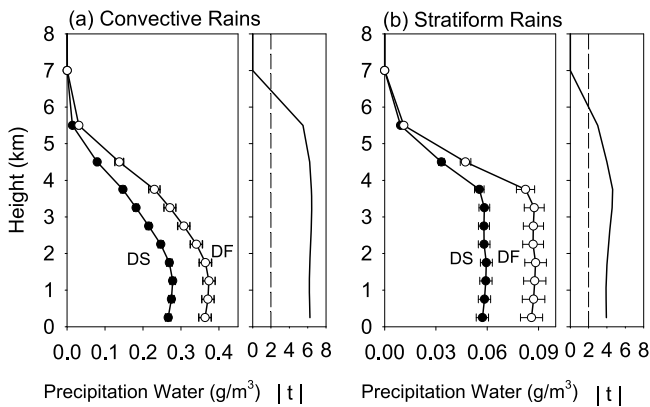 (a) Convective Rains
(b) Stratiform Rains
Height (km)
8
7
6
5
4
3
2
1
0
DS
DF
0.0 0.1 0.2 0.3 0.4
0 2 4 6 8
8
7
6
5
4
3
2
1
0
DS
DF
0.00 0.03 0.06 0.09
0 2 4 6 8
Precipitation Water (g/m³)
| t |
Precipitation Water (g/m³)
| t |